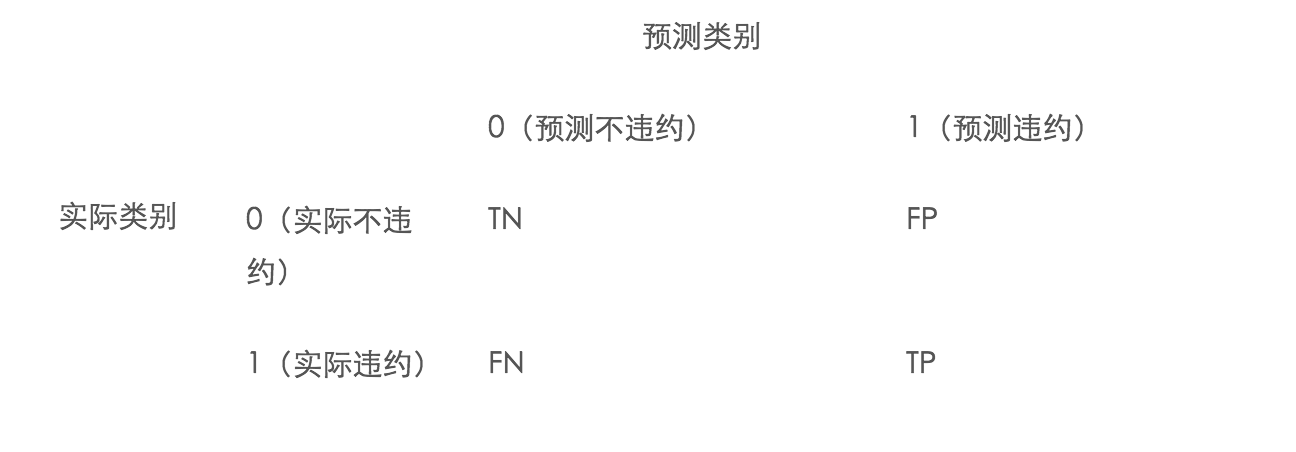 预测类别
0（预测不违约） 1（预测违约）
实际类别 0（实际不违 TN FP
约）
1（实际违约） FN TP